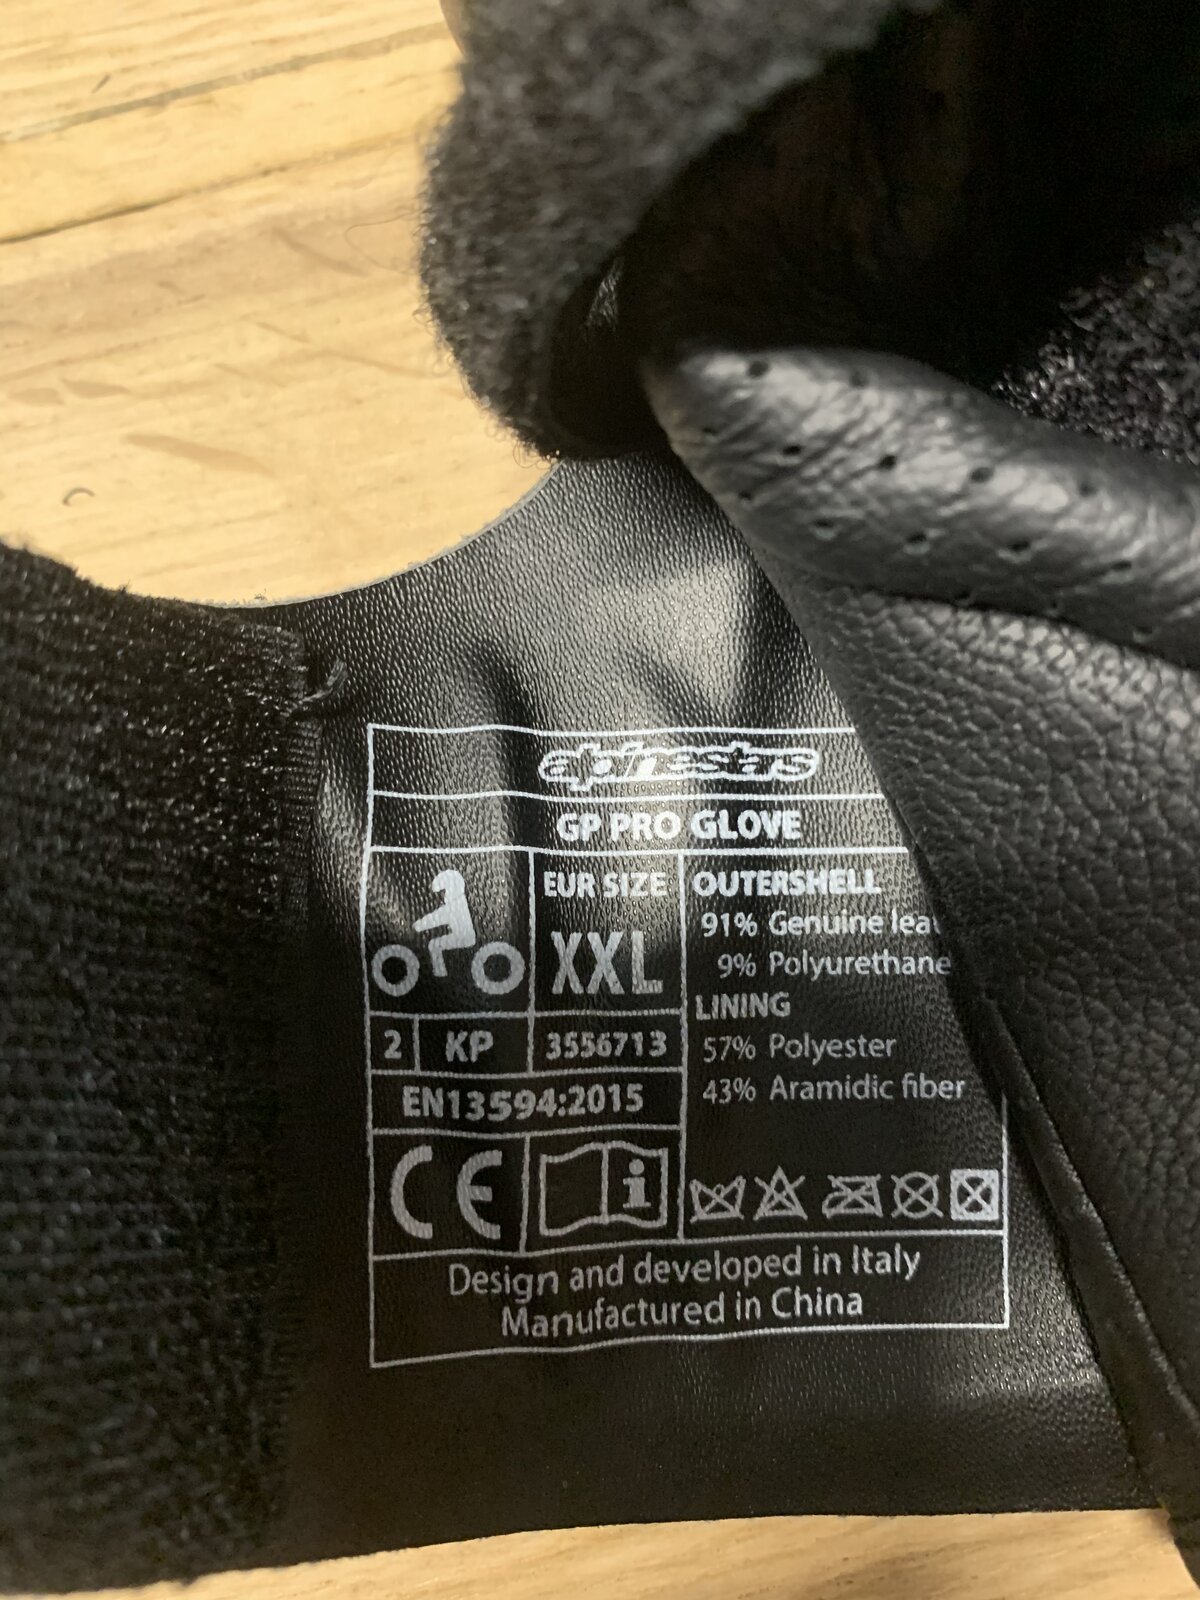 alpinestars
GP PRO GLOVE
EUR SIZE
XXL
2 KP 3556713
EN13594:2015
CE
i
OUTERSHELL
91% Genuine lea
9% Polyurethane
LINING
57% Polyester
43% Aramidic fiber
Design and developed in Italy
Manufactured in China